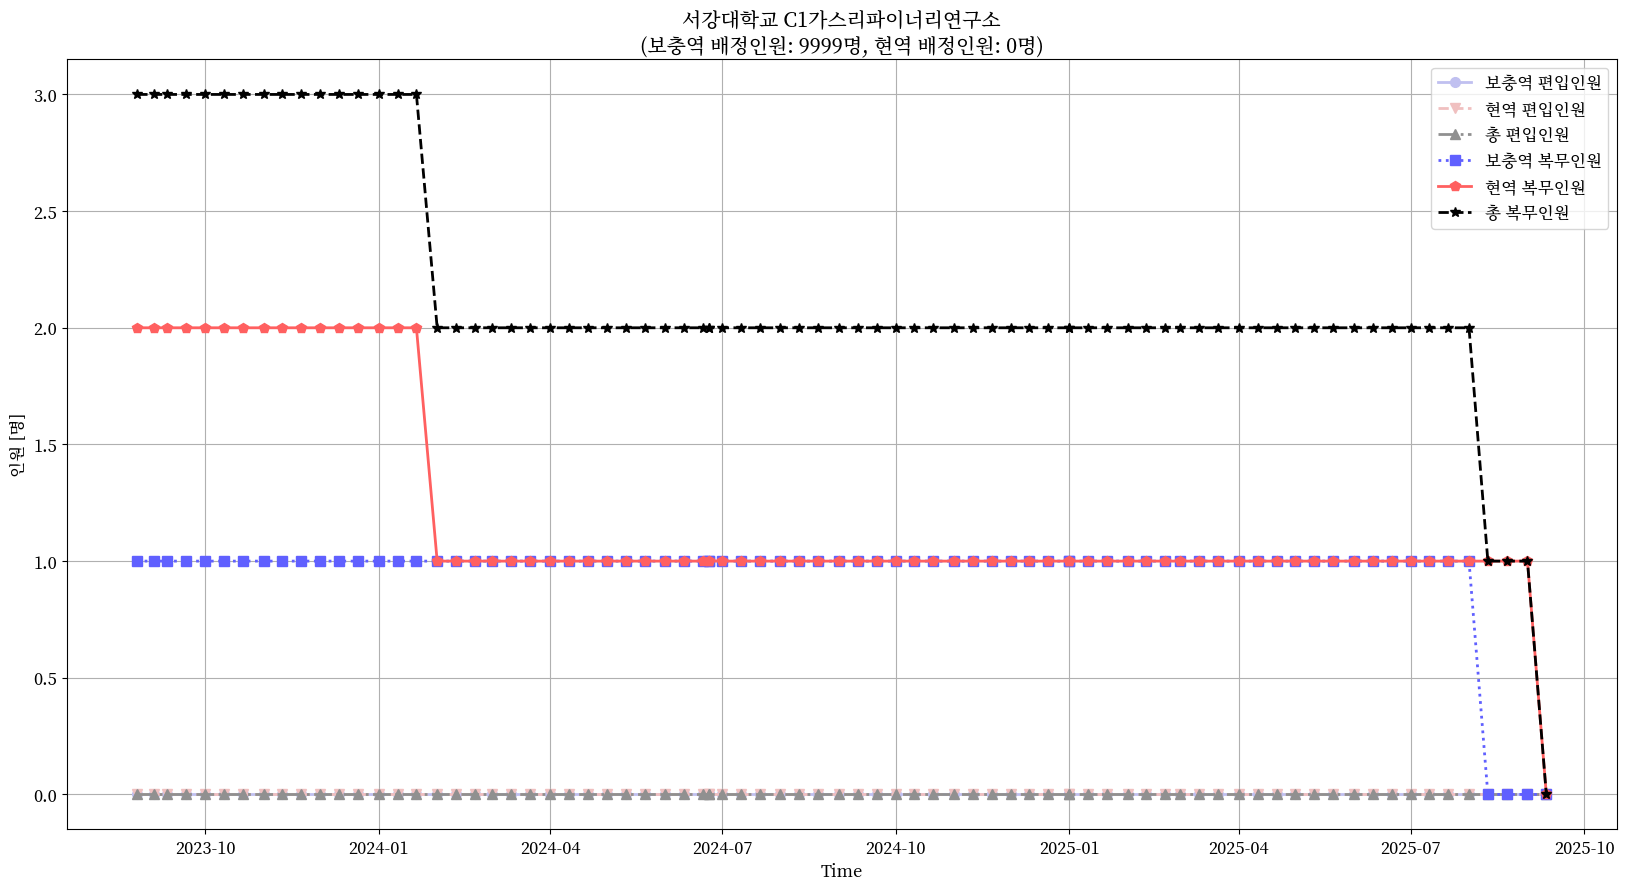 서강대학교 C1가스리파이너리연구소
(보충역 배정인원: 9999명, 현역 배정인원: 0명)
보충역 편입인원
현역 편입인원
총 편입인원
보충역 복무인원
현역 복무인원
총 복무인원
인원 [명]
3.0
2.5
2.0
1.5
1.0
0.5
0.0
2023-10
2024-01
2024-04
2024-07
2024-10
2025-01
2025-04
2025-07
2025-10
Time